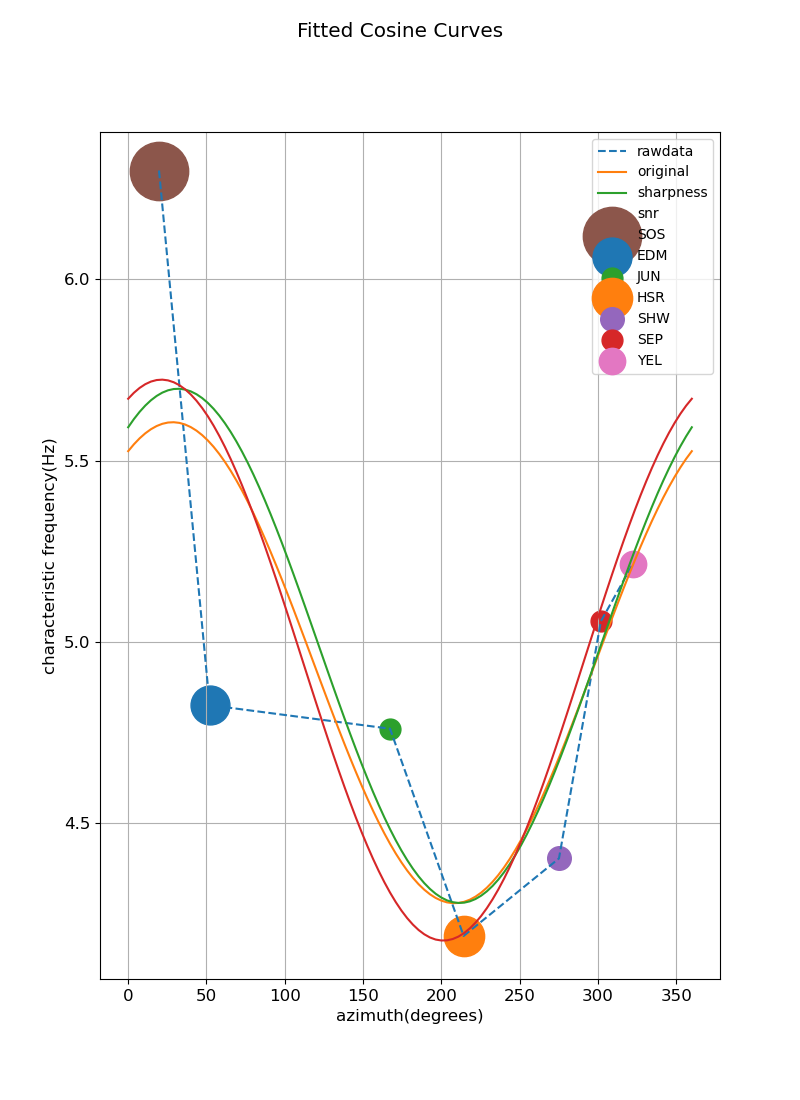 Fitted Cosine Curves
rawdata
original
sharpness
snr
SOS
EDM
JUN
HSR
SHW
SEP
YEL
characteristic frequency(Hz)
6.0
5.5
5.0
4.5
0 50 100 150 200 250 300 350
azimuth(degrees)